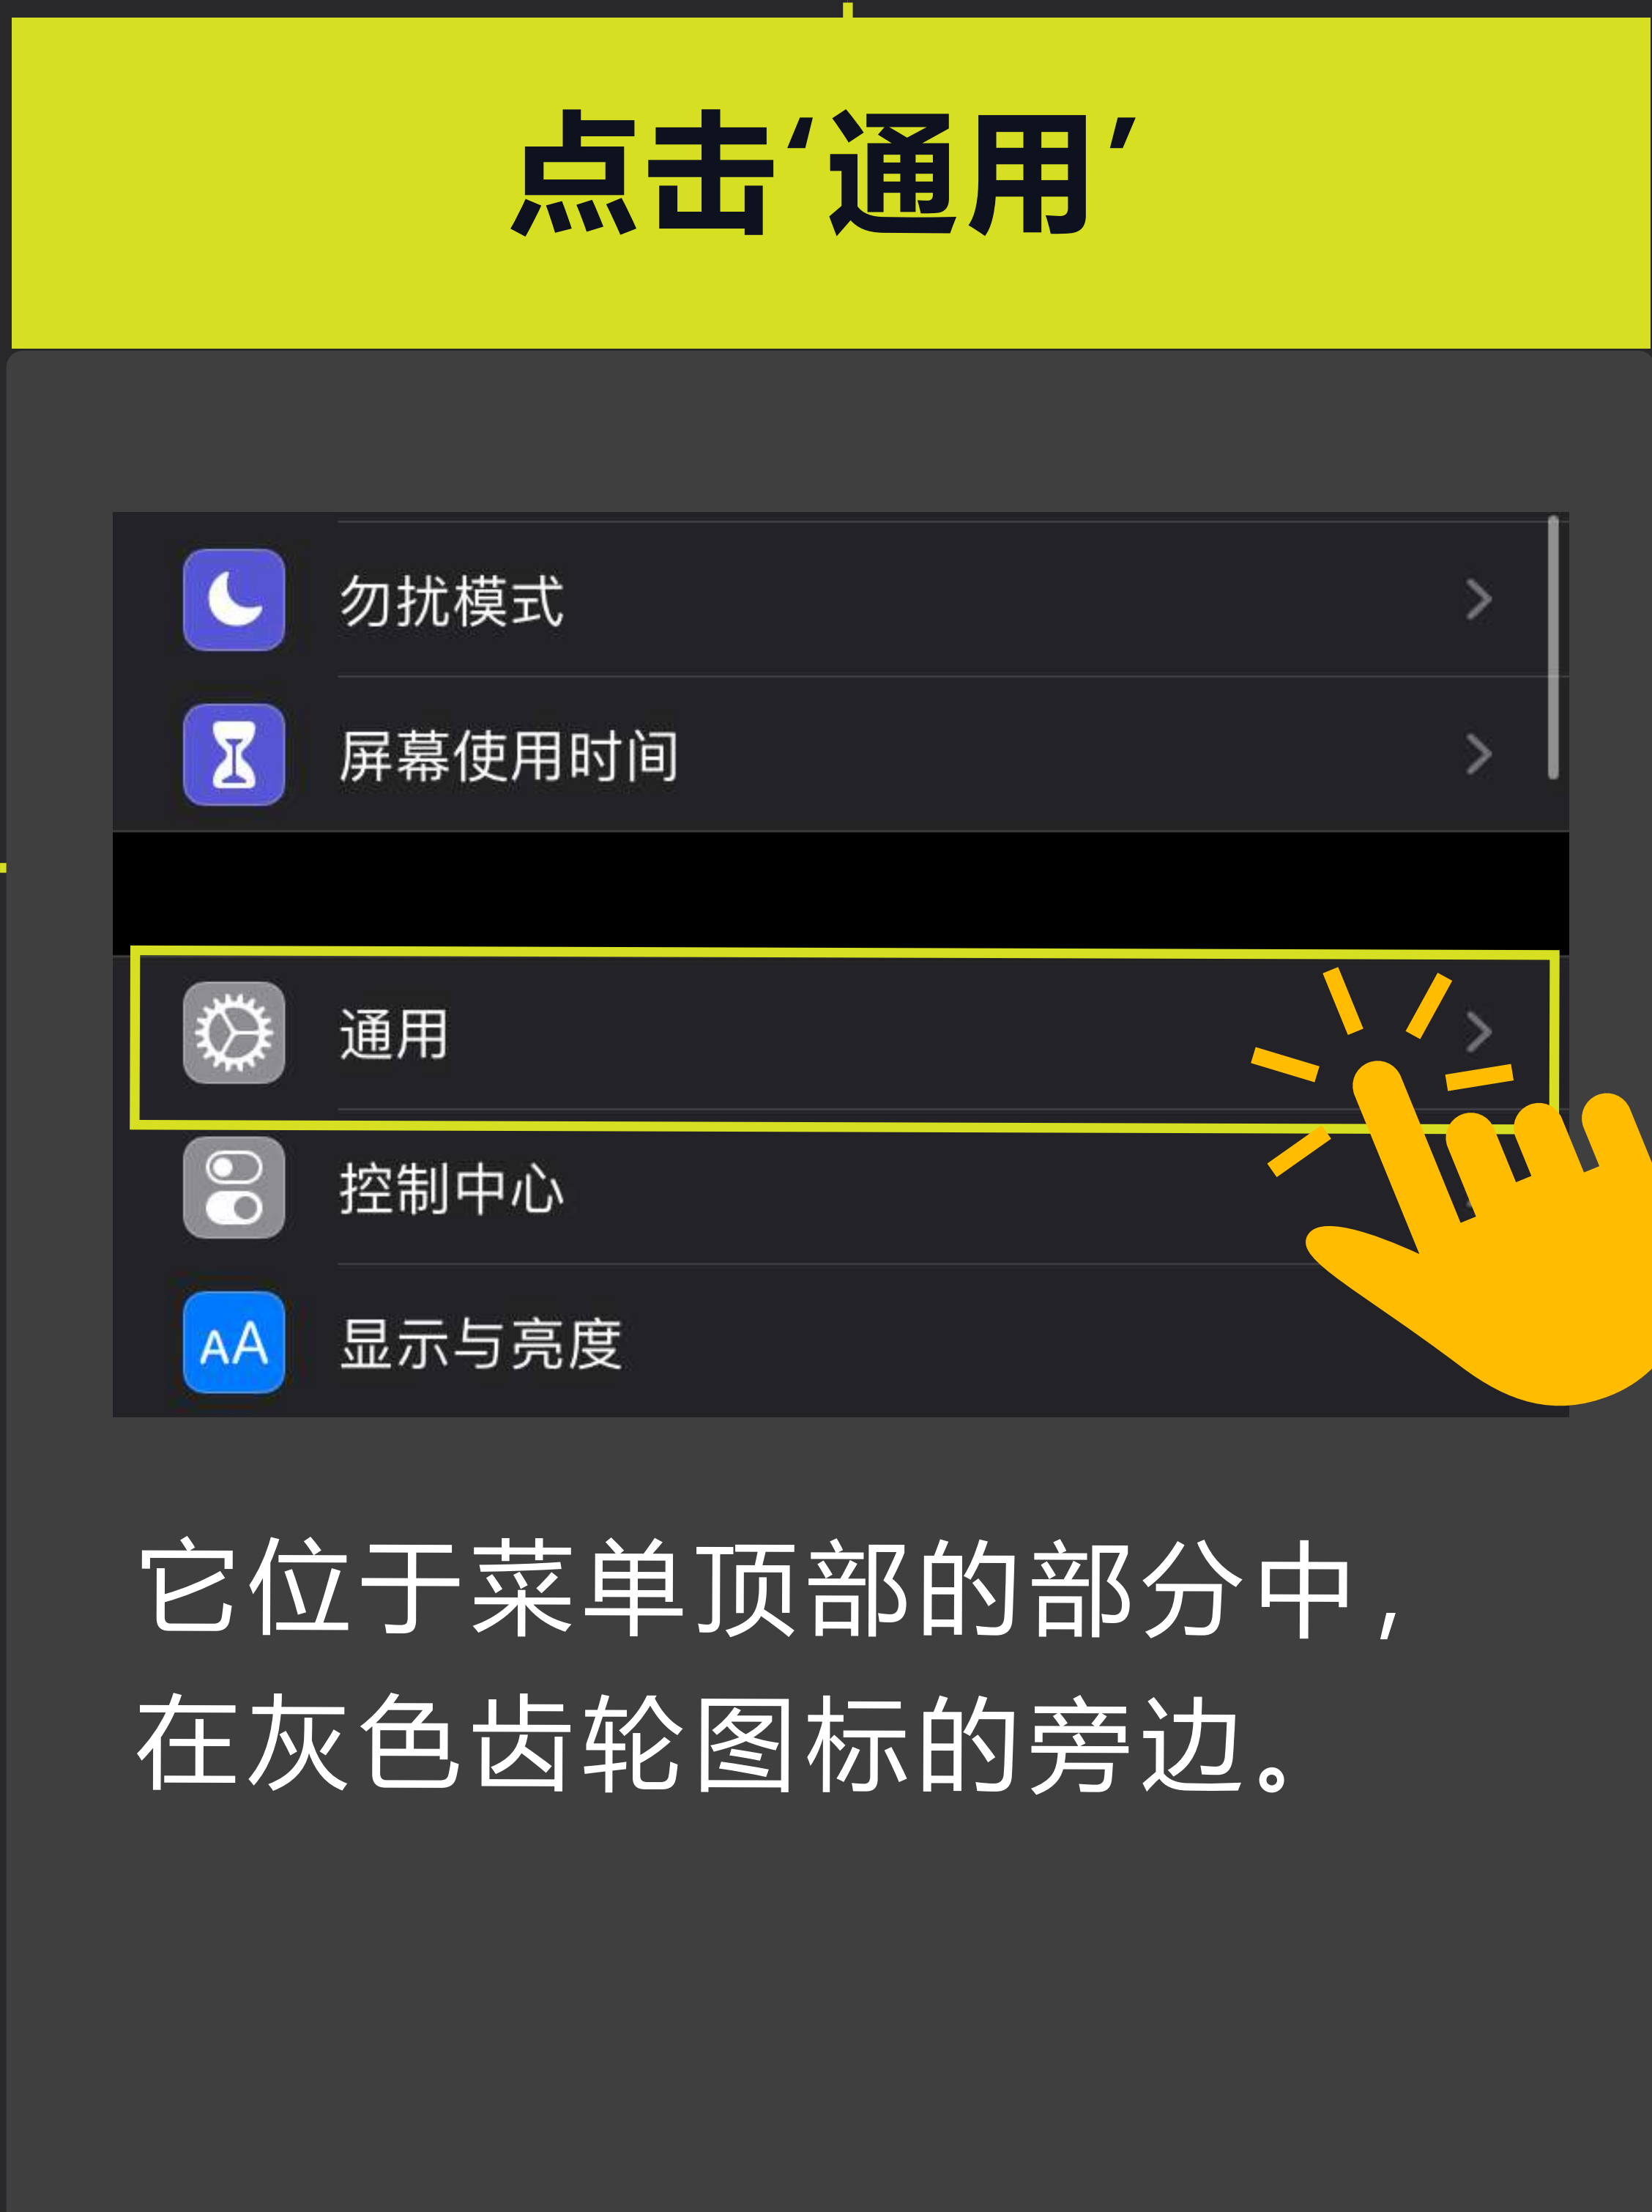 点击‘通用’
勿扰模式
屏幕使用时间
通用
控制中心
AA
显示与亮度
它位于菜单顶部的部分中,
在灰色齿轮图标的旁边。